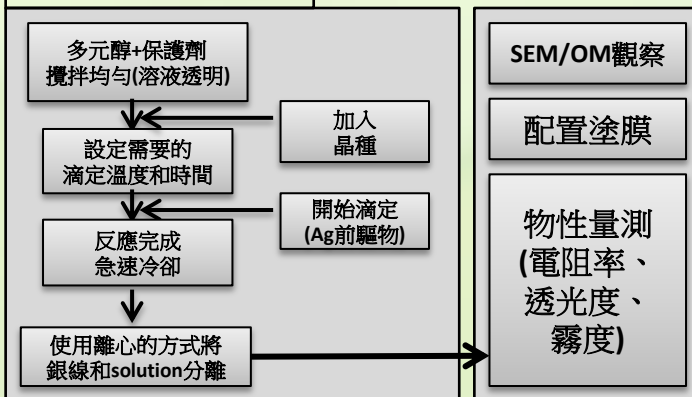 多元醇+保護劑
攪拌均勻(溶液透明)
加入
晶種
設定需要的
滴定溫度和時間
開始滴定
(Ag前驅物)
反應完成
急速冷卻
使用離心的方式將
銀線和solution分離
SEM/OM觀察
配置塗膜
物性量測
(電阻率、
透光度、
霧度)